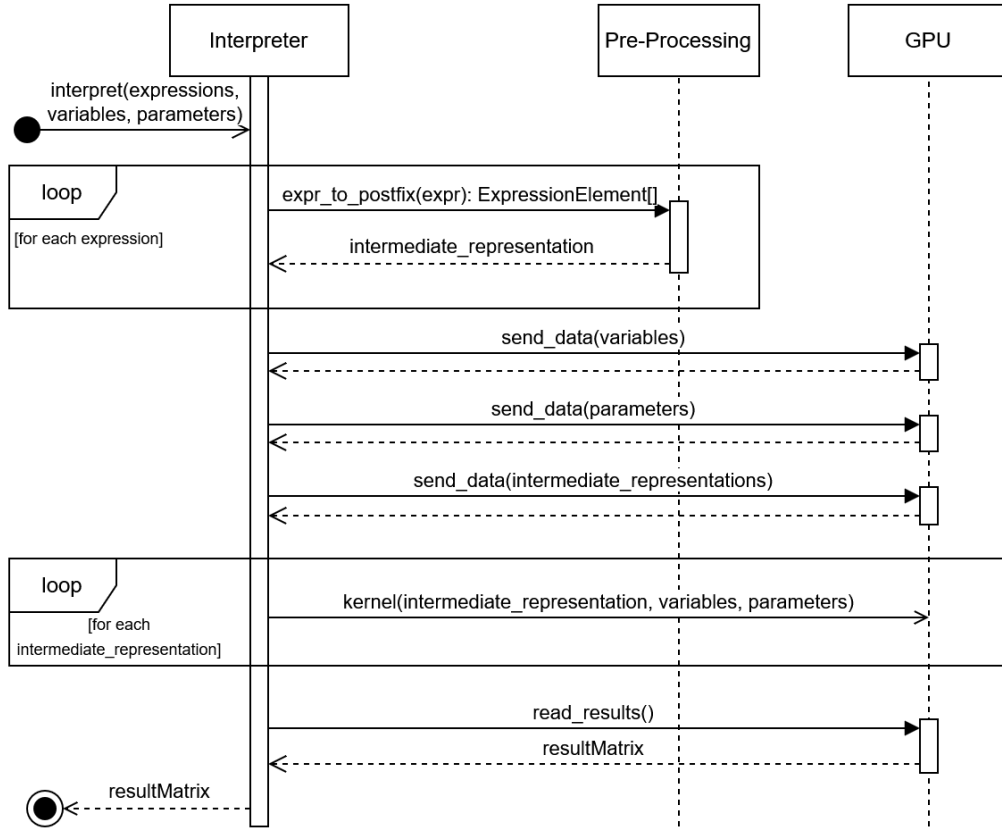 Interpreter
Pre-Processing
GPU
interpret(expressions,
variables, parameters)
loop
[for each expression]
expr_to_postfix(expr): ExpressionElement[]
intermediate_representation
send_data(variables)
send_data(parameters)
send_data(intermediate_representations)
loop
[for each
intermediate_representation]
kernel(intermediate_representation, variables, parameters)
read_results()
resultMatrix
resultMatrix